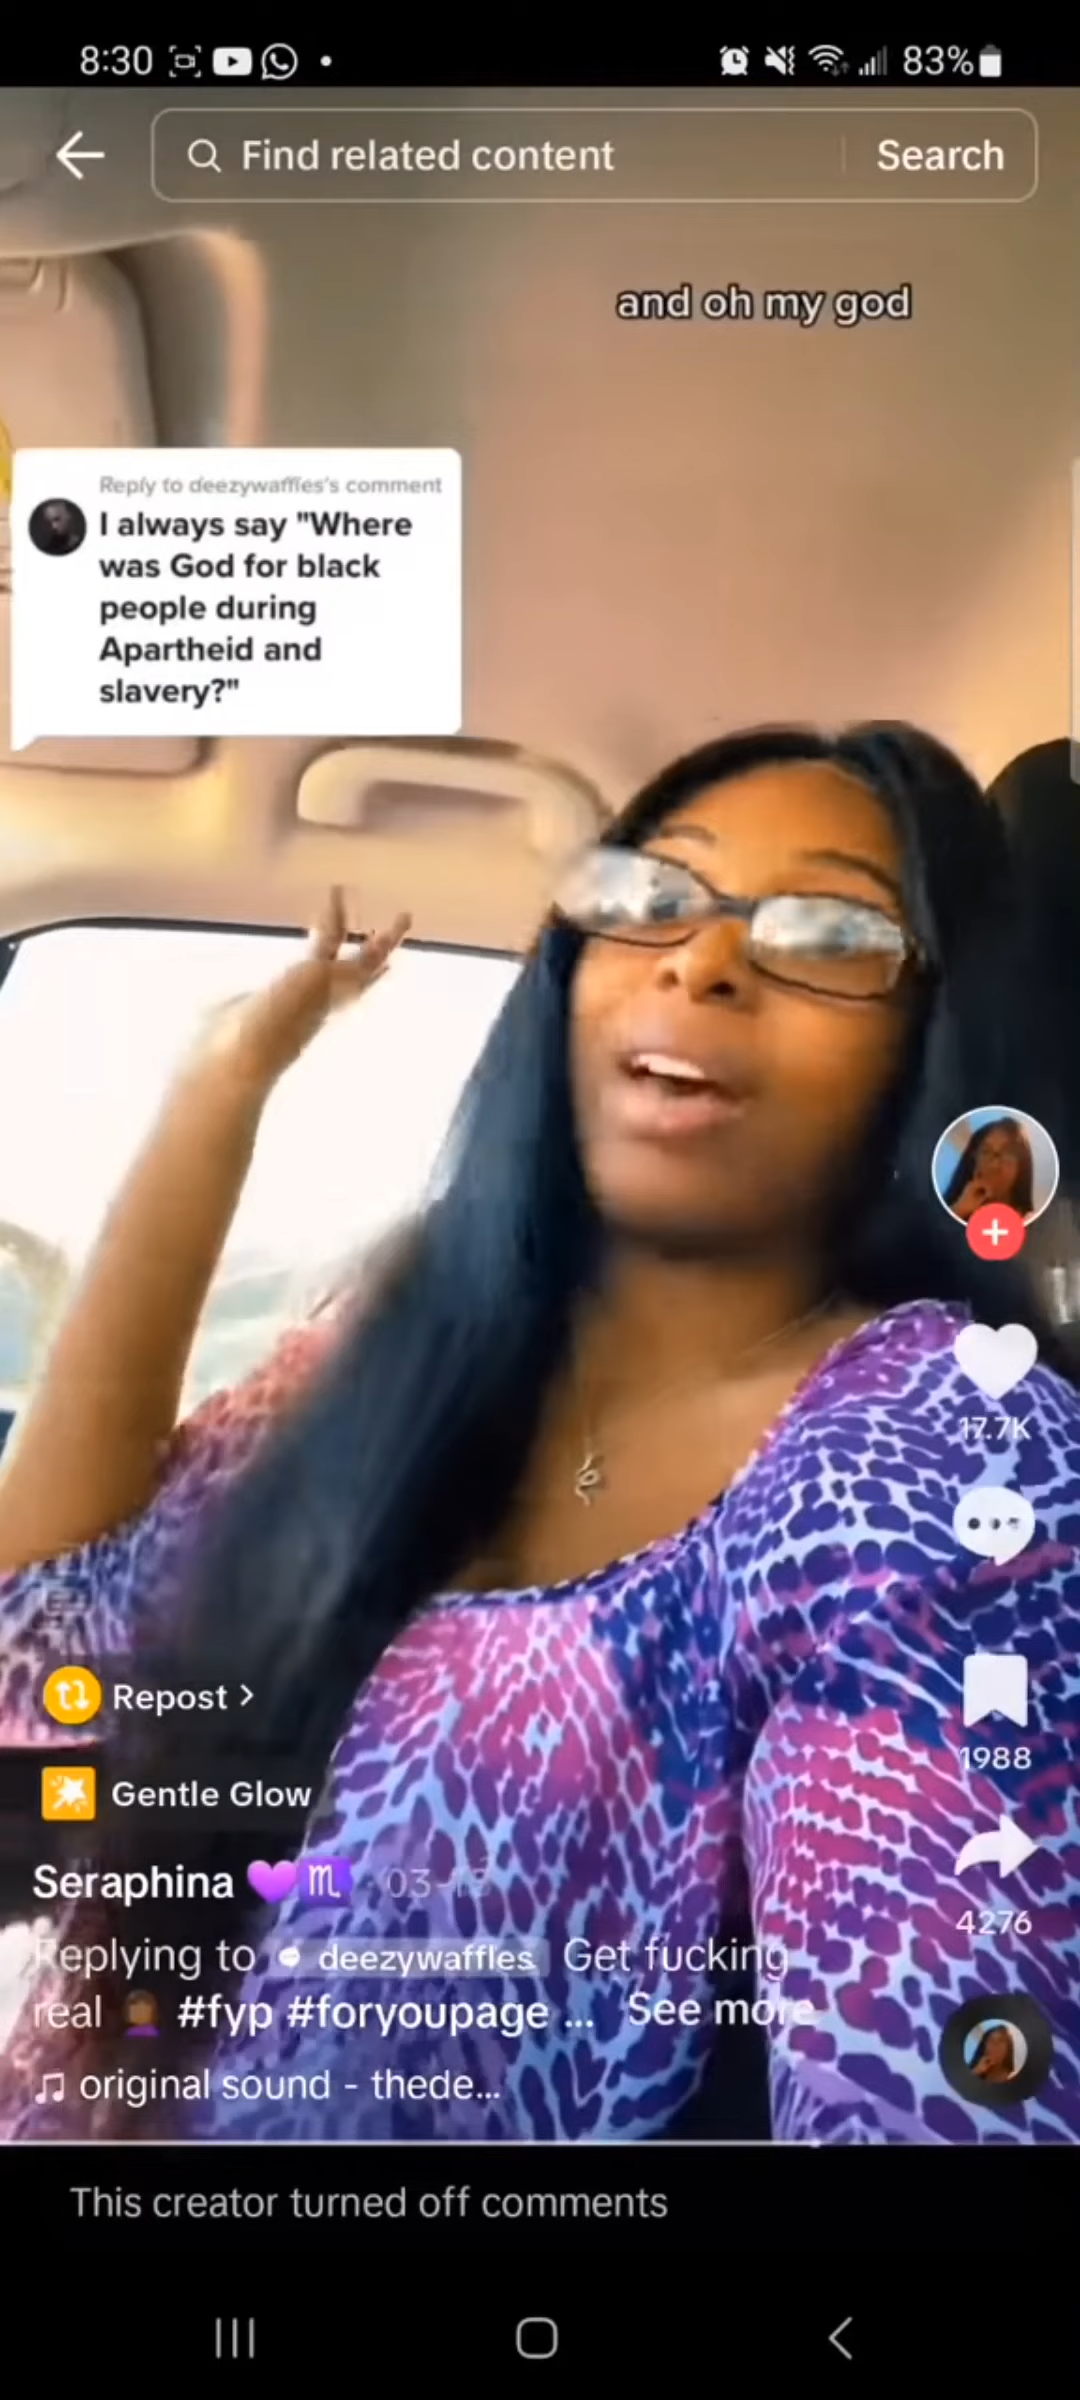 8:30
83%
Find related content
Search
and oh my god
Reply to deezywaffles's comment
I always say "Where
was God for black
people during
Apartheid and
slavery?"
17.7K
Repost >
1988
Gentle Glow
Seraphina 💜♏ · 03-
4276
Replying to deezywaffles Get fucking
real 🤦🏾‍♀️ #fyp #foryoupage ... See more
original sound - thede...
This creator turned off comments